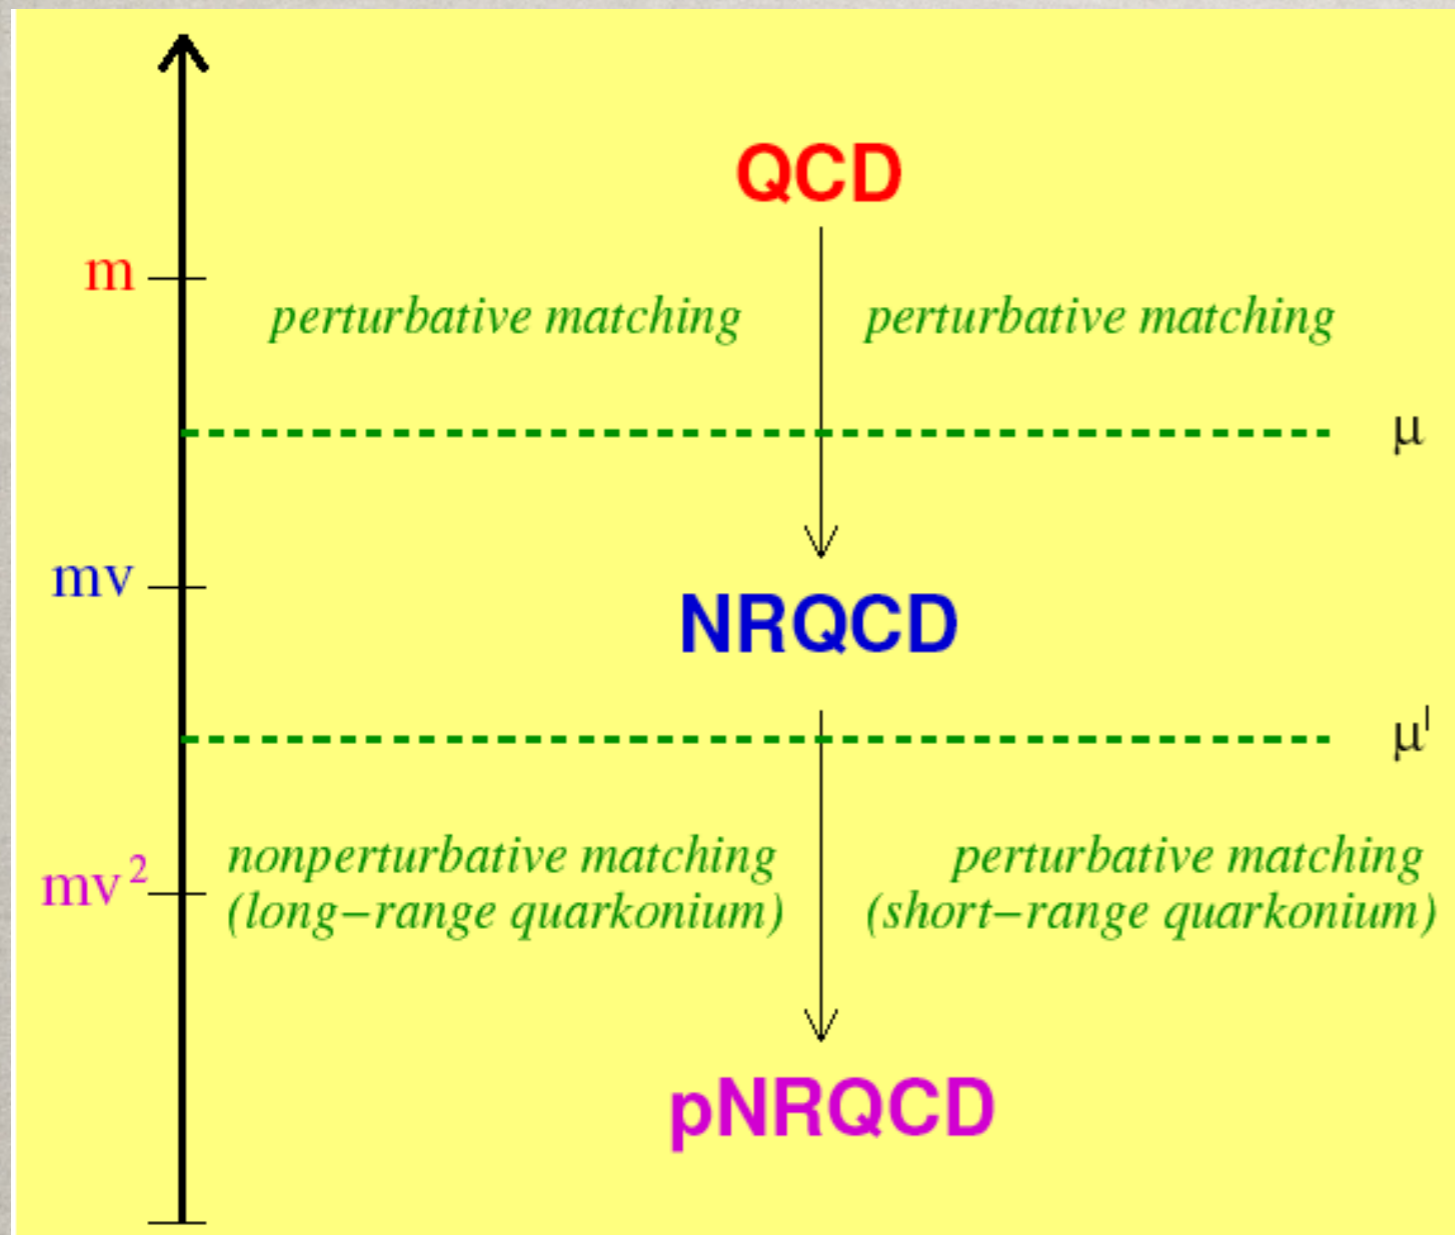 QCD
m
perturbative matching
perturbative matching
μ
mv
NRQCD
μ'
mv²
nonperturbative matching
(long−range quarkonium)
perturbative matching
(short−range quarkonium)
pNRQCD